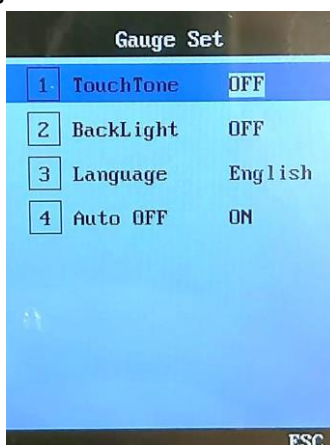 Gauge Set
1 TouchTone OFF
2 BackLight OFF
3 Language English
4 Auto OFF ON
ESC